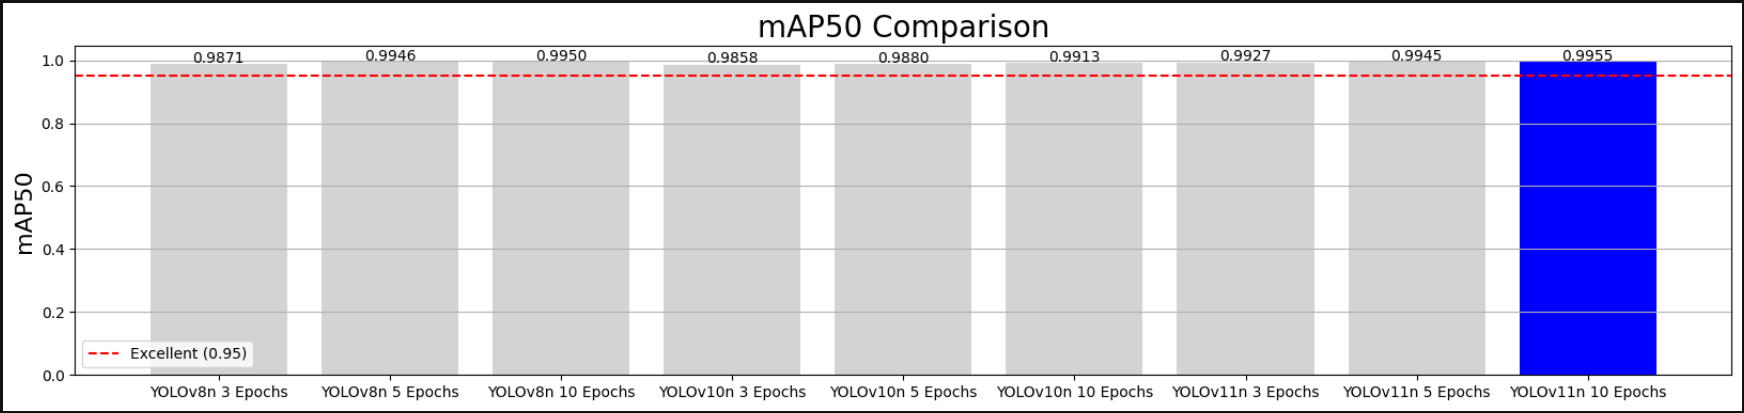 mAP50 Comparison
mAP50
1.0
0.8
0.6
0.4
0.2
0.0
0.9871
0.9946
0.9950
0.9858
0.9880
0.9913
0.9927
0.9945
0.9955
Excellent (0.95)
YOLOv8n 3 Epochs
YOLOv8n 5 Epochs
YOLOv8n 10 Epochs
YOLOv10n 3 Epochs
YOLOv10n 5 Epochs
YOLOv10n 10 Epochs
YOLOv11n 3 Epochs
YOLOv11n 5 Epochs
YOLOv11n 10 Epochs